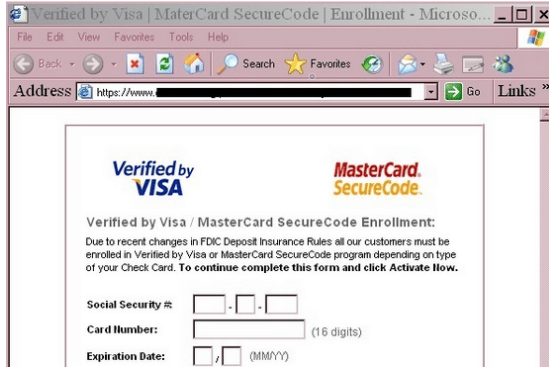 Verified by Visa | MaterCard SecureCode | Enrollment - Microso...
File Edit View Favorites Tools Help
Back Search Favorites
Address https://www. Go Links »
Verified by VISA
MasterCard. SecureCode.
Verified by Visa / MasterCard SecureCode Enrollment:
Due to recent changes in FDIC Deposit Insurance Rules all our customers must be
enrolled in Verified by Visa or MasterCard SecureCode program depending on type
of your Check Card. To continue complete this form and click Activate Now.
Social Security #: - -
Card Number: (16 digits)
Expiration Date: / (MM/YY)